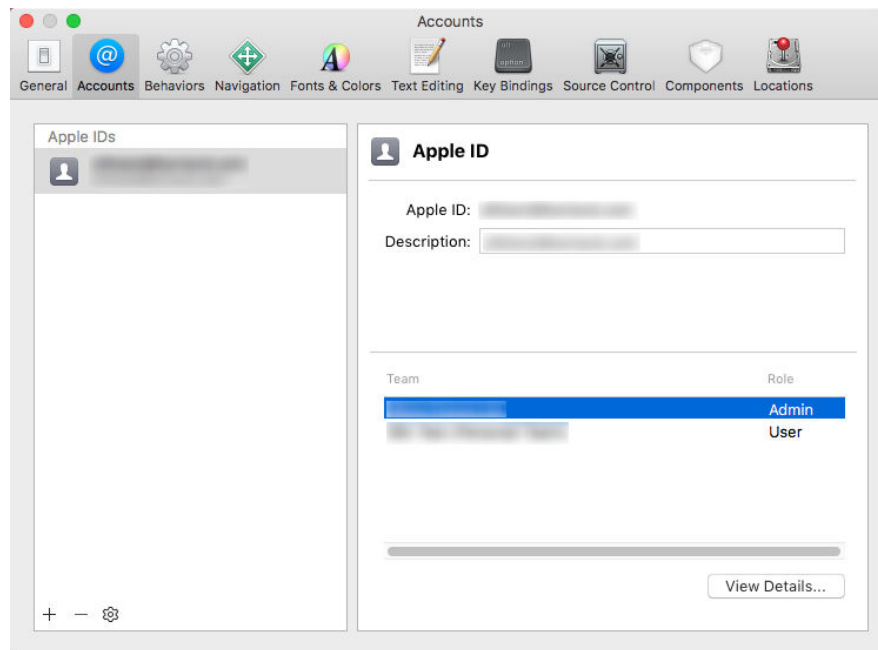 Accounts
General Accounts Behaviors Navigation Fonts & Colors Text Editing Key Bindings Source Control Components Locations
Apple IDs
Apple ID
Apple ID:
Description:
Team Role
Admin
User
View Details...